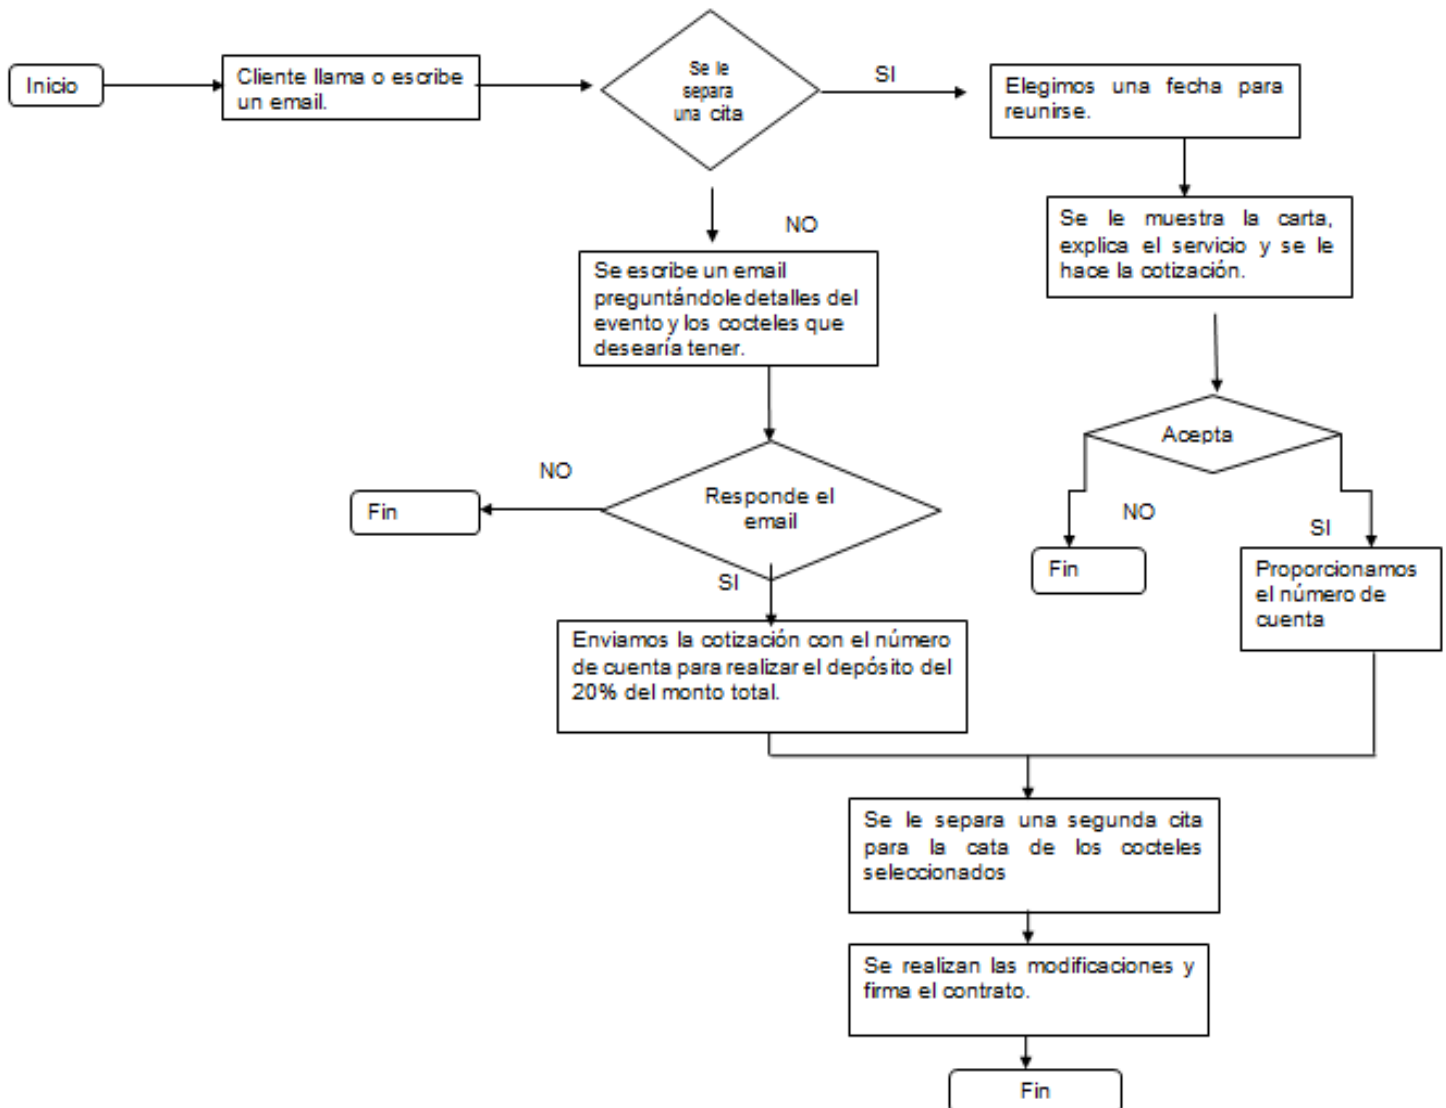 Inicio
Cliente llama o escribe
un email.
Se le
separa
una cita
SI
Elegimos una fecha para
reunirse.
NO
Se le muestra la carta,
explica el servicio y se le
hace la cotización.
Se escribe un email
preguntándole detalles del
evento y los cocteles que
desearía tener.
Acepta
NO
Responde el
email
Fin
NO
SI
Fin
Proporcionamos
el número de
cuenta
SI
Enviamos la cotización con el número
de cuenta para realizar el depósito del
20% del monto total.
Se le separa una segunda cita
para la cata de los cocteles
seleccionados
Se realizan las modificaciones y
firma el contrato.
Fin